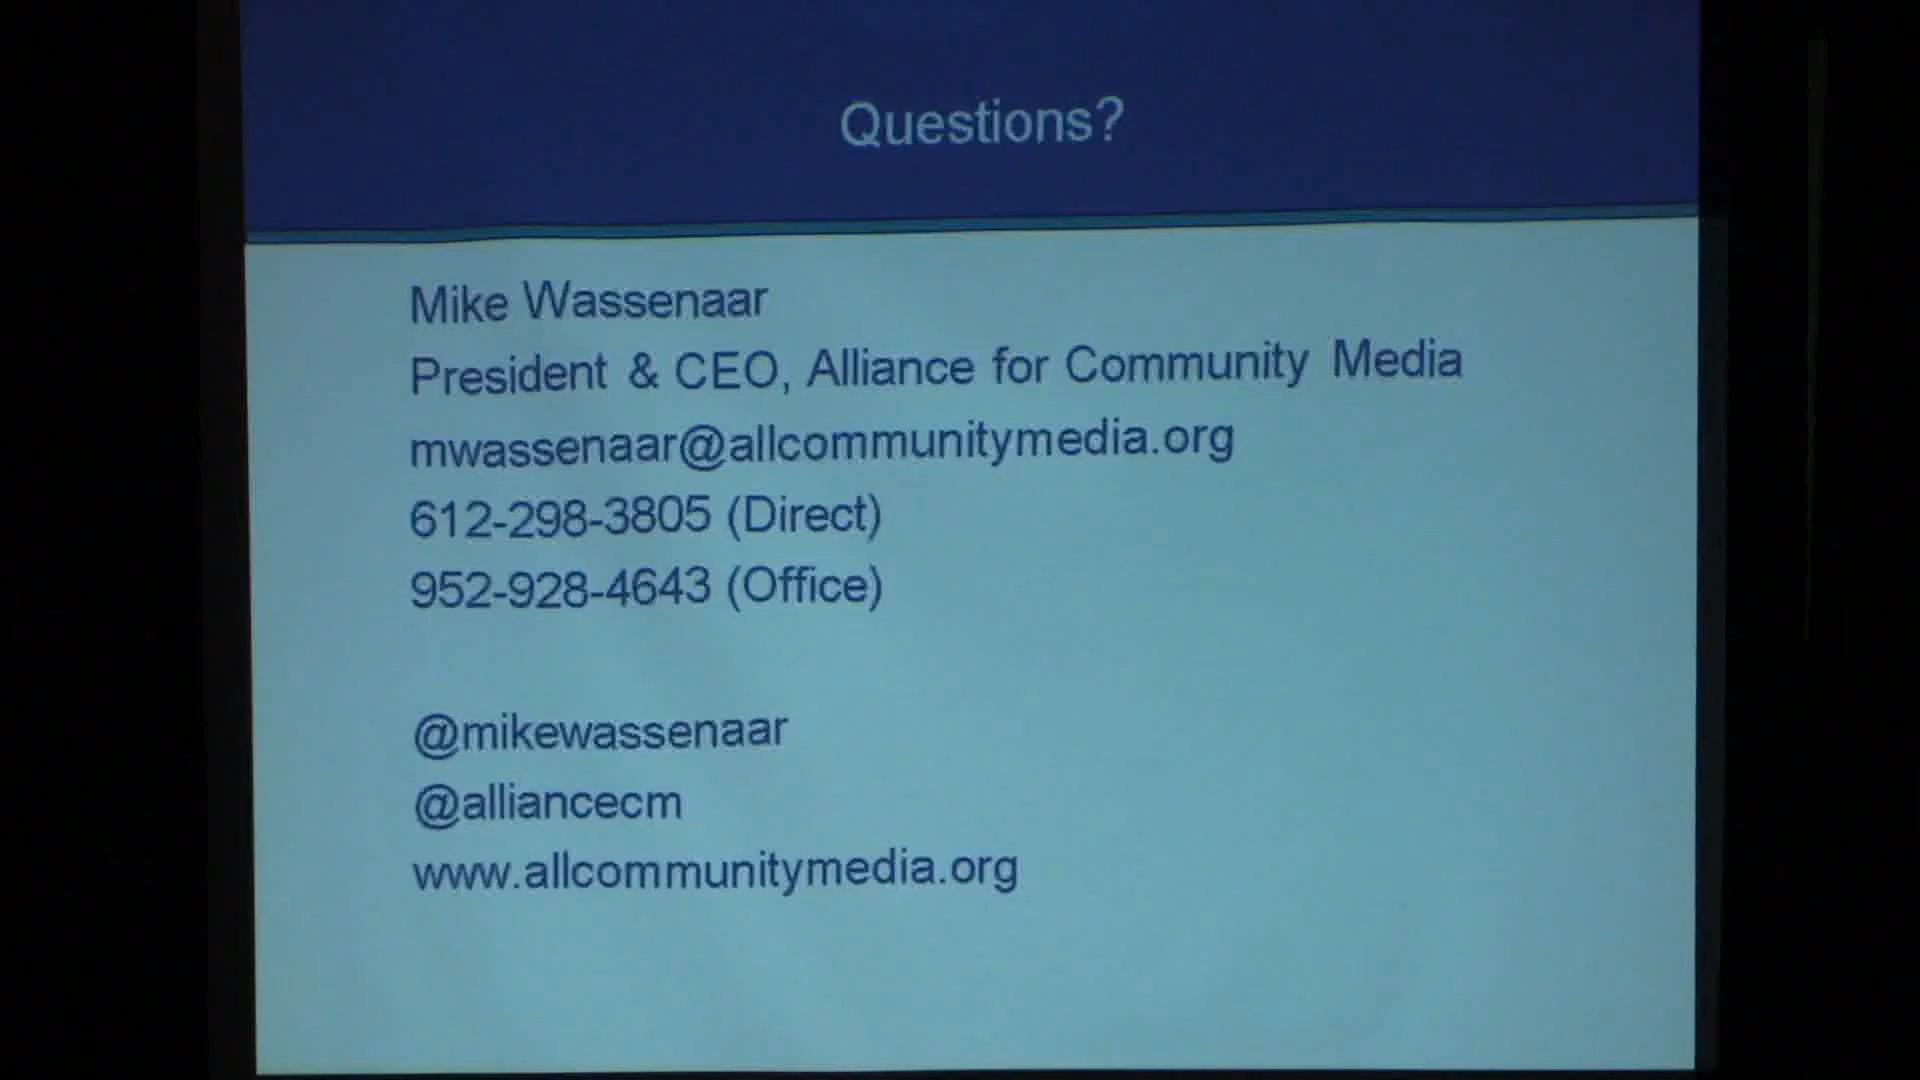 Questions?
Mike Wassenaar
President & CEO, Alliance for Community Media
mwassenaar@allcommunitymedia.org
612-298-3805 (Direct)
952-928-4643 (Office)
@mikewassenaar
@alliancecm
www.allcommunitymedia.org